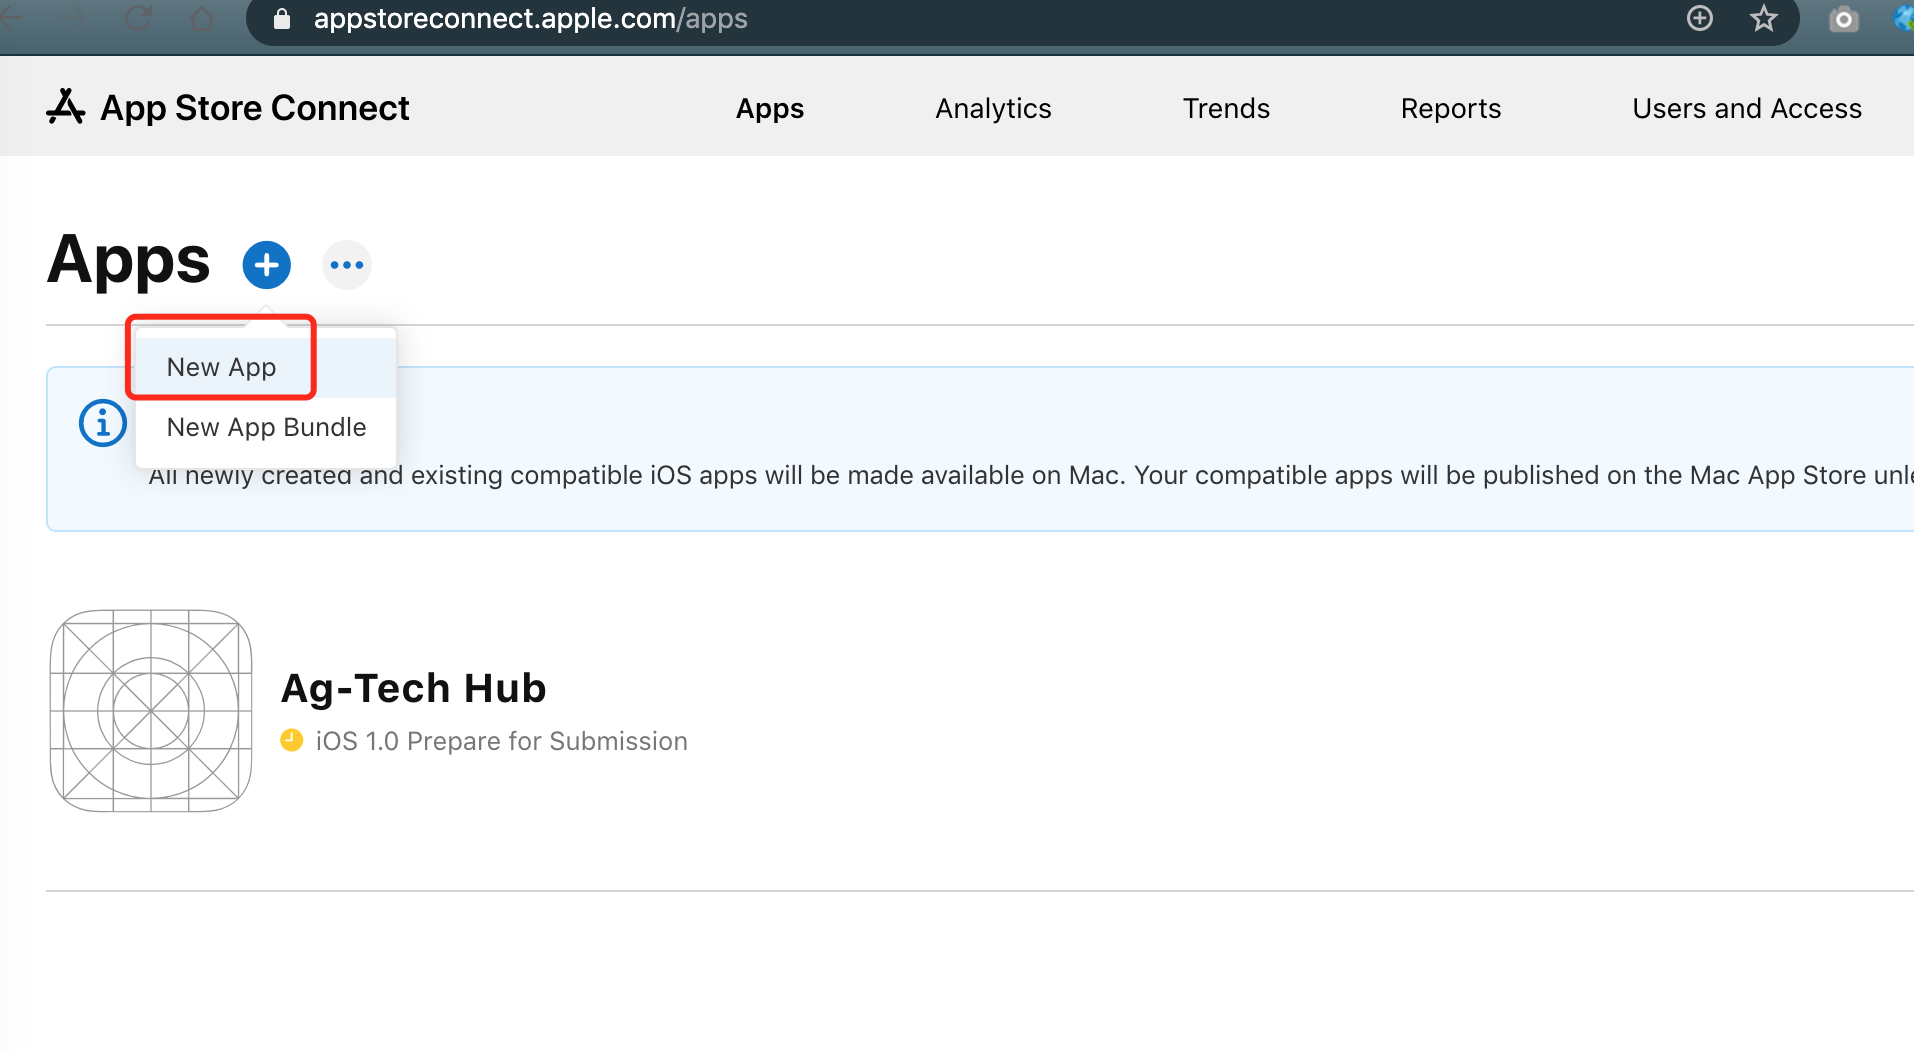 appstoreconnect.apple.com/apps
App Store Connect
Apps
Analytics
Trends
Reports
Users and Access
Apps
New App
New App Bundle
All newly created and existing compatible iOS apps will be made available on Mac. Your compatible apps will be published on the Mac App Store
Ag-Tech Hub
iOS 1.0 Prepare for Submission